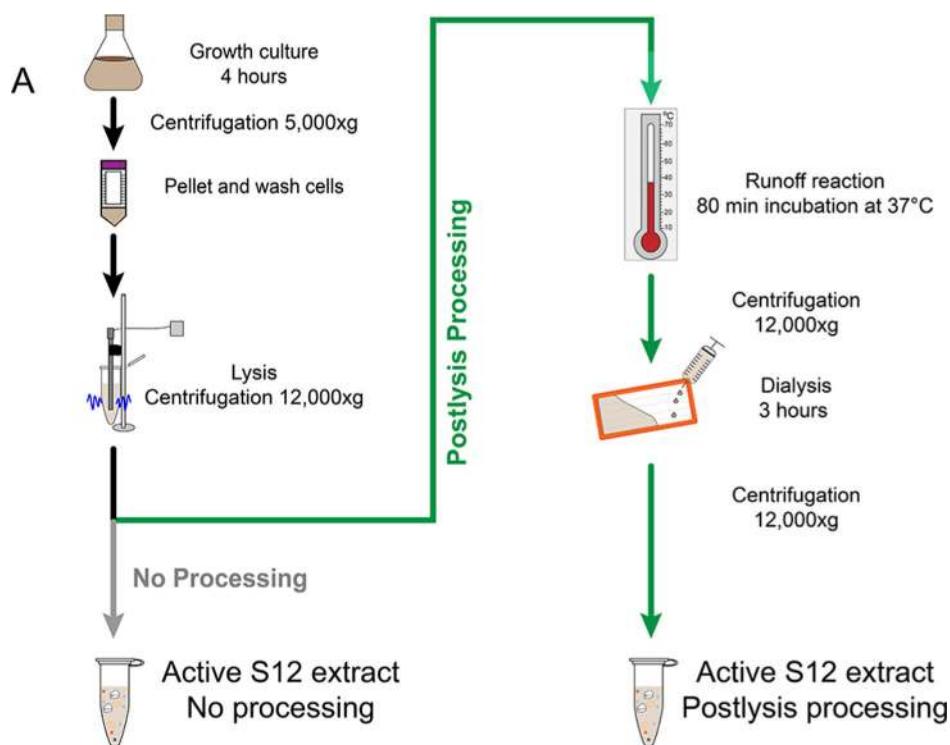 A
Growth culture
4 hours
Centrifugation 5,000xg
Pellet and wash cells
Lysis
Centrifugation 12,000xg
No Processing
Active S12 extract
No processing
Postlysis Processing
°C
70
60
50
40
30
20
10
Runoff reaction
80 min incubation at 37°C
Centrifugation
12,000xg
Dialysis
3 hours
Centrifugation
12,000xg
Active S12 extract
Postlysis processing